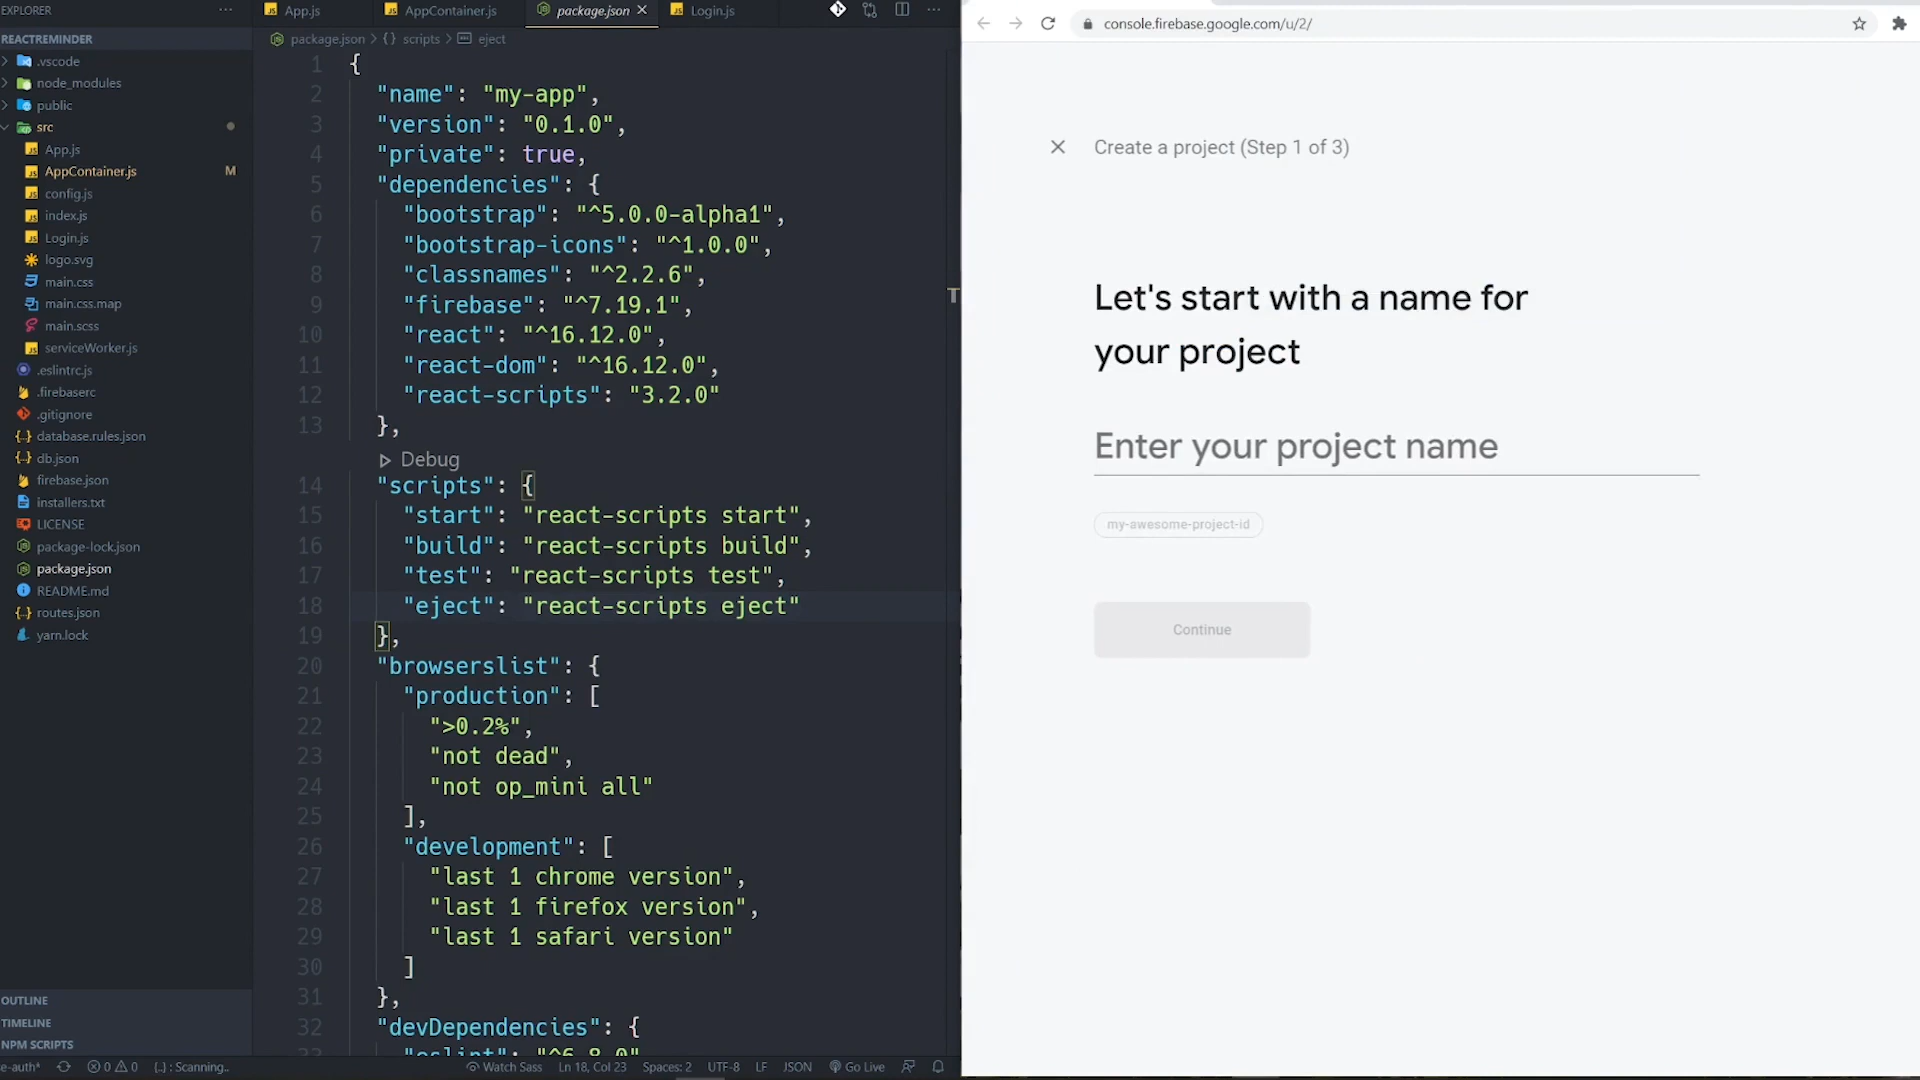 EXPLORER
REACTREMINDER
.vscode
node_modules
public
src
App.js
AppContainer.js M
config.js
index.js
Login.js
logo.svg
main.css
main.css.map
main.scss
serviceWorker.js
.eslintrc.js
.firebaserc
.gitignore
database.rules.json
db.json
firebase.json
installers.txt
LICENSE
package-lock.json
package.json
README.md
routes.json
yarn.lock
OUTLINE
TIMELINE
NPM SCRIPTS
App.js AppContainer.js package.json Login.js
package.json > {} scripts > eject
1 {
2 "name": "my-app",
3 "version": "0.1.0",
4 "private": true,
5 "dependencies": {
6 "bootstrap": "^5.0.0-alpha1",
7 "bootstrap-icons": "^1.0.0",
8 "classnames": "^2.2.6",
9 "firebase": "^7.19.1",
10 "react": "^16.12.0",
11 "react-dom": "^16.12.0",
12 "react-scripts": "3.2.0"
13 },
Debug
14 "scripts": {
15 "start": "react-scripts start",
16 "build": "react-scripts build",
17 "test": "react-scripts test",
18 "eject": "react-scripts eject"
19 },
20 "browserslist": {
21 "production": [
22 ">0.2%",
23 "not dead",
24 "not op_mini all"
25 ],
26 "development": [
27 "last 1 chrome version",
28 "last 1 firefox version",
29 "last 1 safari version"
30 ]
31 },
32 "devDependencies": {
33 "eslint": "^6.8.0"
e-auth* 0 0 {..} : Scanning.. Watch Sass Ln 18, Col 23 Spaces: 2 UTF-8 LF JSON Go Live
console.firebase.google.com/u/2/
Create a project (Step 1 of 3)
Let's start with a name for
your project
Enter your project name
my-awesome-project-id
Continue